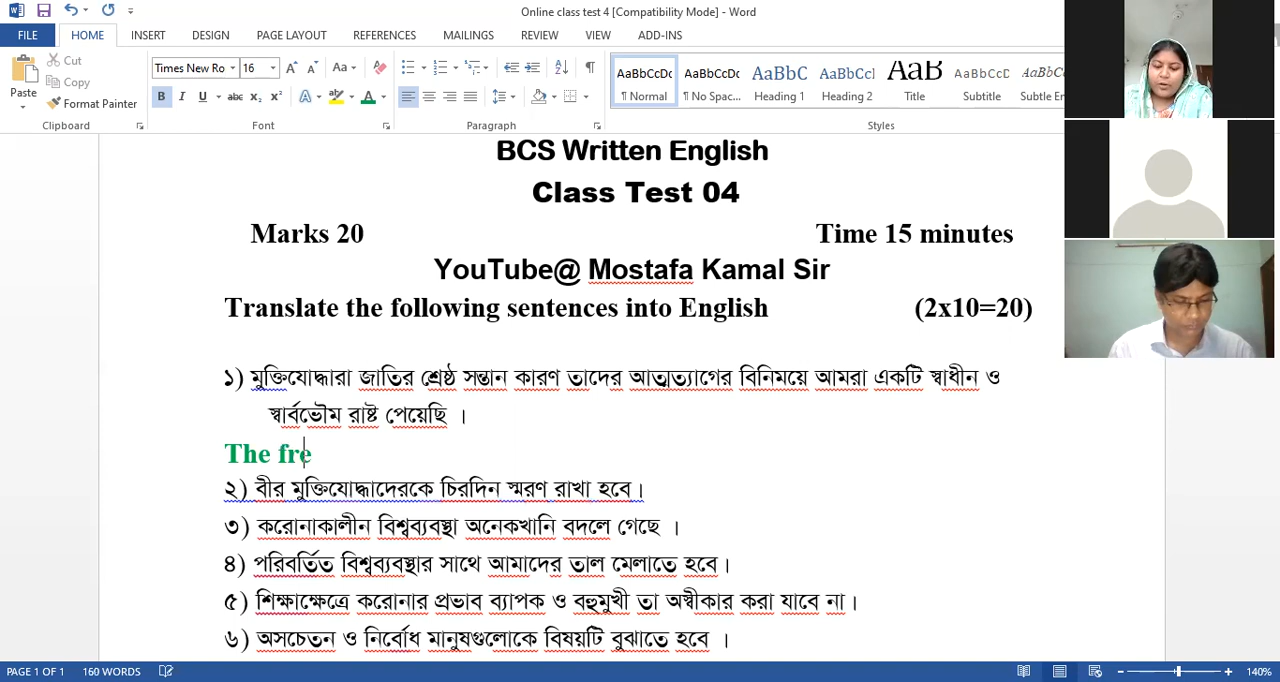 Online class test 4 [Compatibility Mode] - Word
FILE HOME INSERT DESIGN PAGE LAYOUT REFERENCES MAILINGS REVIEW VIEW ADD-INS
Cut
Copy
Paste
Format Painter
Times New Ro 16
AaBbCcDc AaBbCcDc AaBbC AaBbCcI AaB AaBbCcD
¶ Normal ¶ No Spac... Heading 1 Heading 2 Title Subtitle Subtle Em
Clipboard Font Paragraph Styles
BCS Written English
Class Test 04
Marks 20 Time 15 minutes
YouTube@ Mostafa Kamal Sir
Translate the following sentences into English (2x10=20)
১) মুক্তিযোদ্ধারা জাতির শ্রেষ্ঠ সন্তান কারণ তাদের আত্মত্যাগের বিনিময়ে আমরা একটি স্বাধীন ও
স্বার্বভৌম রাষ্ট পেয়েছি ।
The fre
২) বীর মুক্তিযোদ্ধাদেরকে চিরদিন স্মরণ রাখা হবে।
৩) করোনাকালীন বিশ্বব্যবস্থা অনেকখানি বদলে গেছে ।
৪) পরিবর্তিত বিশ্বব্যবস্থার সাথে আমাদের তাল মেলাতে হবে।
৫) শিক্ষাক্ষেত্রে করোনার প্রভাব ব্যাপক ও বহুমুখী তা অস্বীকার করা যাবে না।
৬) অসচেতন ও নির্বোধ মানুষগুলোকে বিষয়টি বুঝাতে হবে ।
PAGE 1 OF 1 160 WORDS 140%